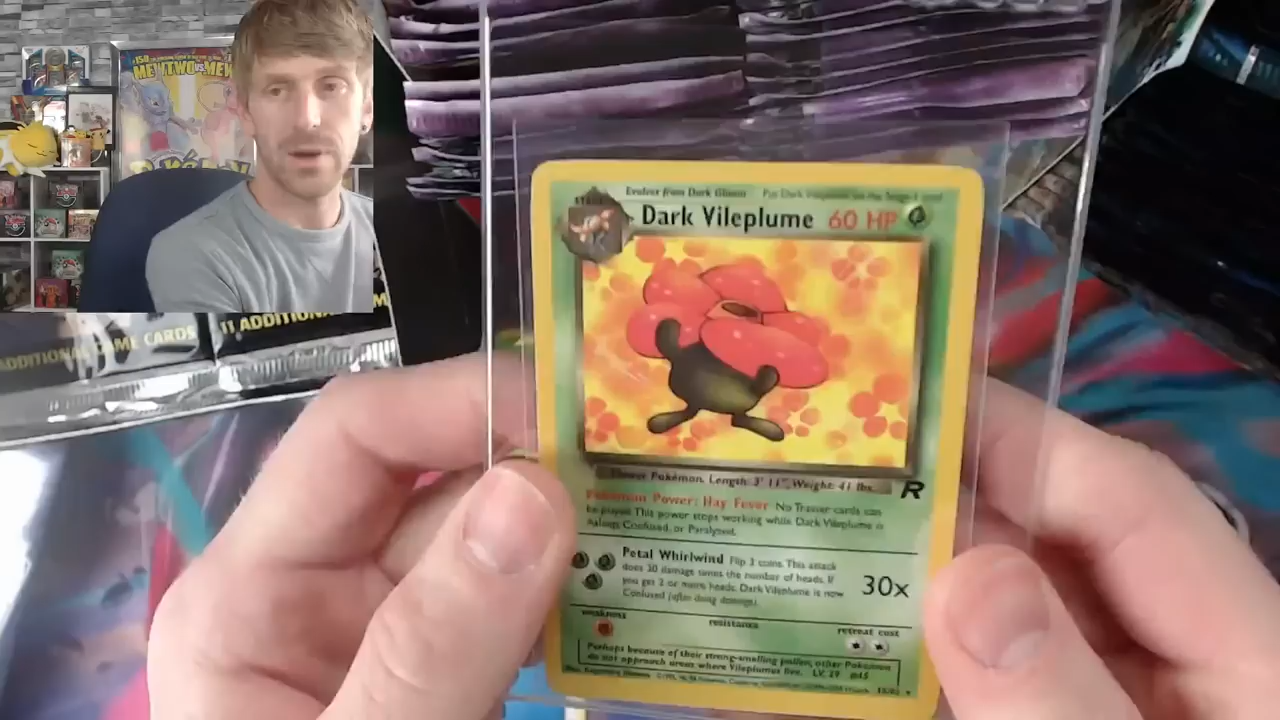 MEWTWO VS. MEW
POKéMON
ADDITIONAL GAME CARDS
11 ADDITIONAL
Evolves from Dark Gloom
Put Dark Vileplume on the Stage 1 card
STAGE
Dark Vileplume 60 HP
Flower Pokémon. Length: 3' 11", Weight: 41 lbs.
R
Pokémon Power: Hay Fever No Trainer cards can
be played. This power stops working while Dark Vileplume is
Asleep, Confused, or Paralyzed.
Petal Whirlwind Flip 3 coins. This attack
does 30 damage times the number of heads. If
you get 2 or more heads, Dark Vileplume is now
Confused (after doing damage).
30x
weakness
resistance
retreat cost
Perhaps because of their strong-smelling pollen, other Pokémon
do not approach areas where Vileplumes live. LV. 29 #45